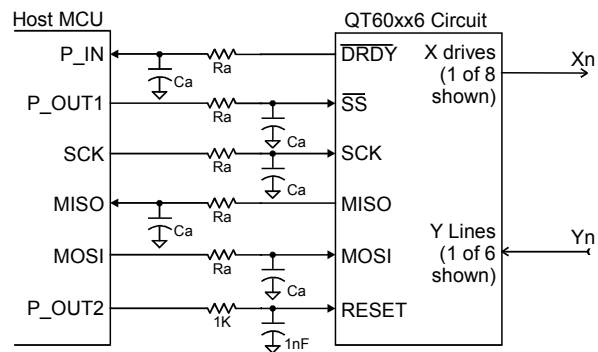 Host MCU
QT60xx6 Circuit
P_IN
Ca
Ra
DRDY
X drives
(1 of 8
shown)
Xn
P_OUT1
Ra
Ca
SS
SCK
Ra
Ca
SCK
MISO
Ca
Ra
MISO
Y Lines
(1 of 6
shown)
Yn
MOSI
Ra
Ca
MOSI
P_OUT2
1K
1nF
RESET